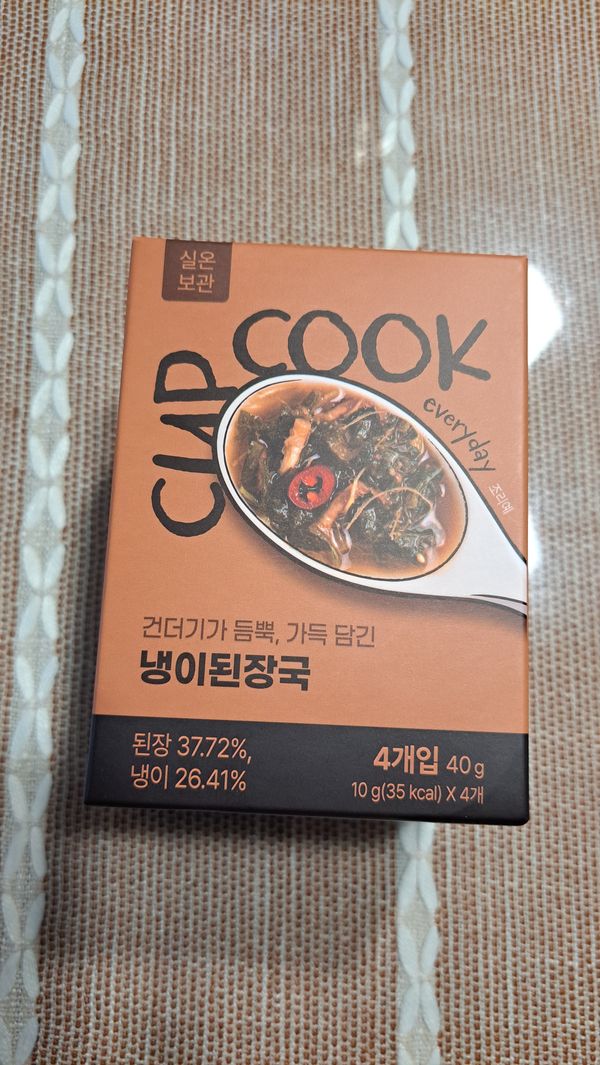 실온
보관
CLAP COOK
everyday
조리예
건더기가 듬뿍, 가득 담긴
냉이된장국
된장 37.72%,
냉이 26.41%
4개입 40 g
10 g(35 kcal) X 4개